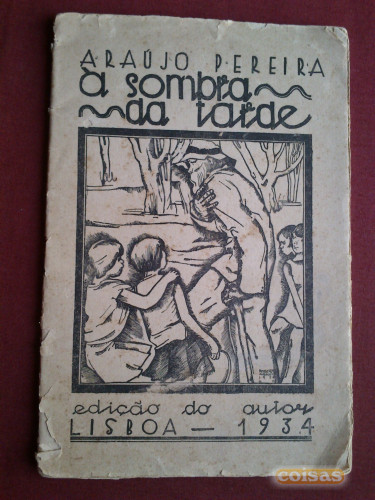 ARAÚJO PEREIRA
a sombra
da tarde
edição do autor
LISBOA — 1934
coisas